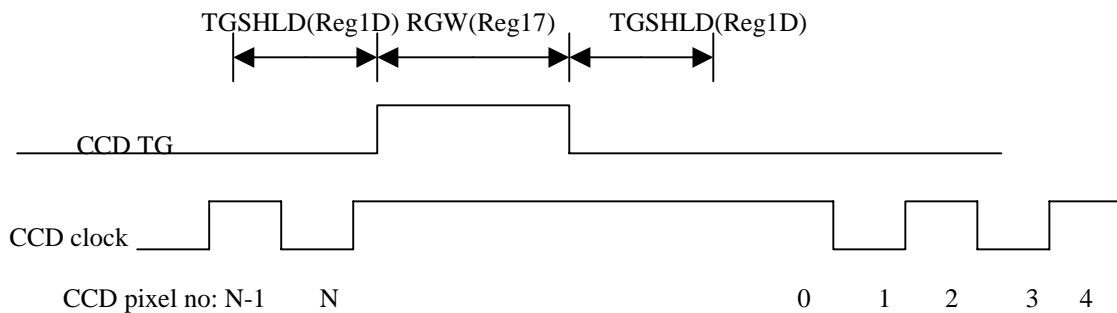 TGSHLD(Reg1D) RGW(Reg17) TGSHLD(Reg1D)
CCD TG
CCD clock
CCD pixel no: N-1 N 0 1 2 3 4